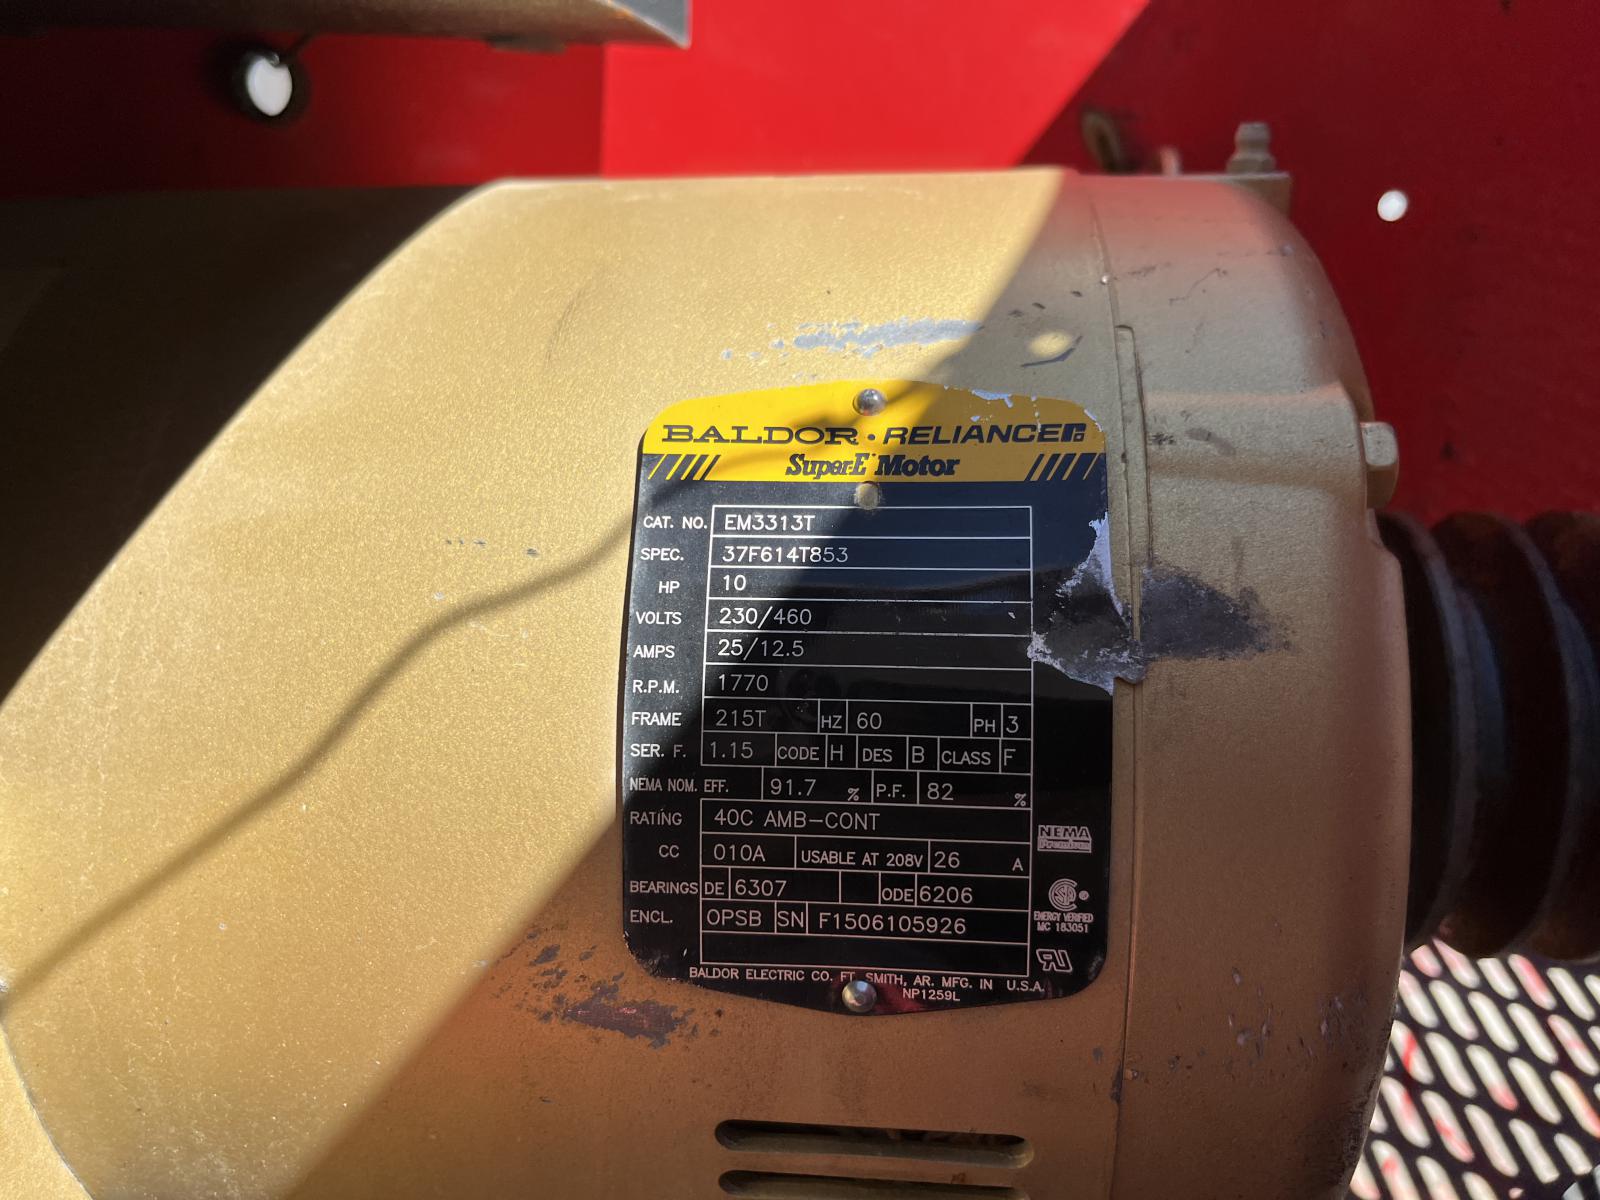 BALDOR · RELIANCE
Super-E Motor
CAT. NO. EM3313T
SPEC. 37F614T853
HP 10
VOLTS 230/460
AMPS 25/12.5
R.P.M. 1770
FRAME 215T HZ 60 PH 3
SER. F. 1.15 CODE H DES B CLASS F
NEMA NOM. EFF. 91.7 % P.F. 82 %
RATING 40C AMB-CONT
NEMA
Premium
CC 010A USABLE AT 208V 26 A
BEARINGS DE 6307 ODE 6206
ENCL. OPSB SN F1506105926
ENERGY VERIFIED
MC 183051
BALDOR ELECTRIC CO. FT. SMITH, AR. MFG. IN U.S.A.
NP1259L